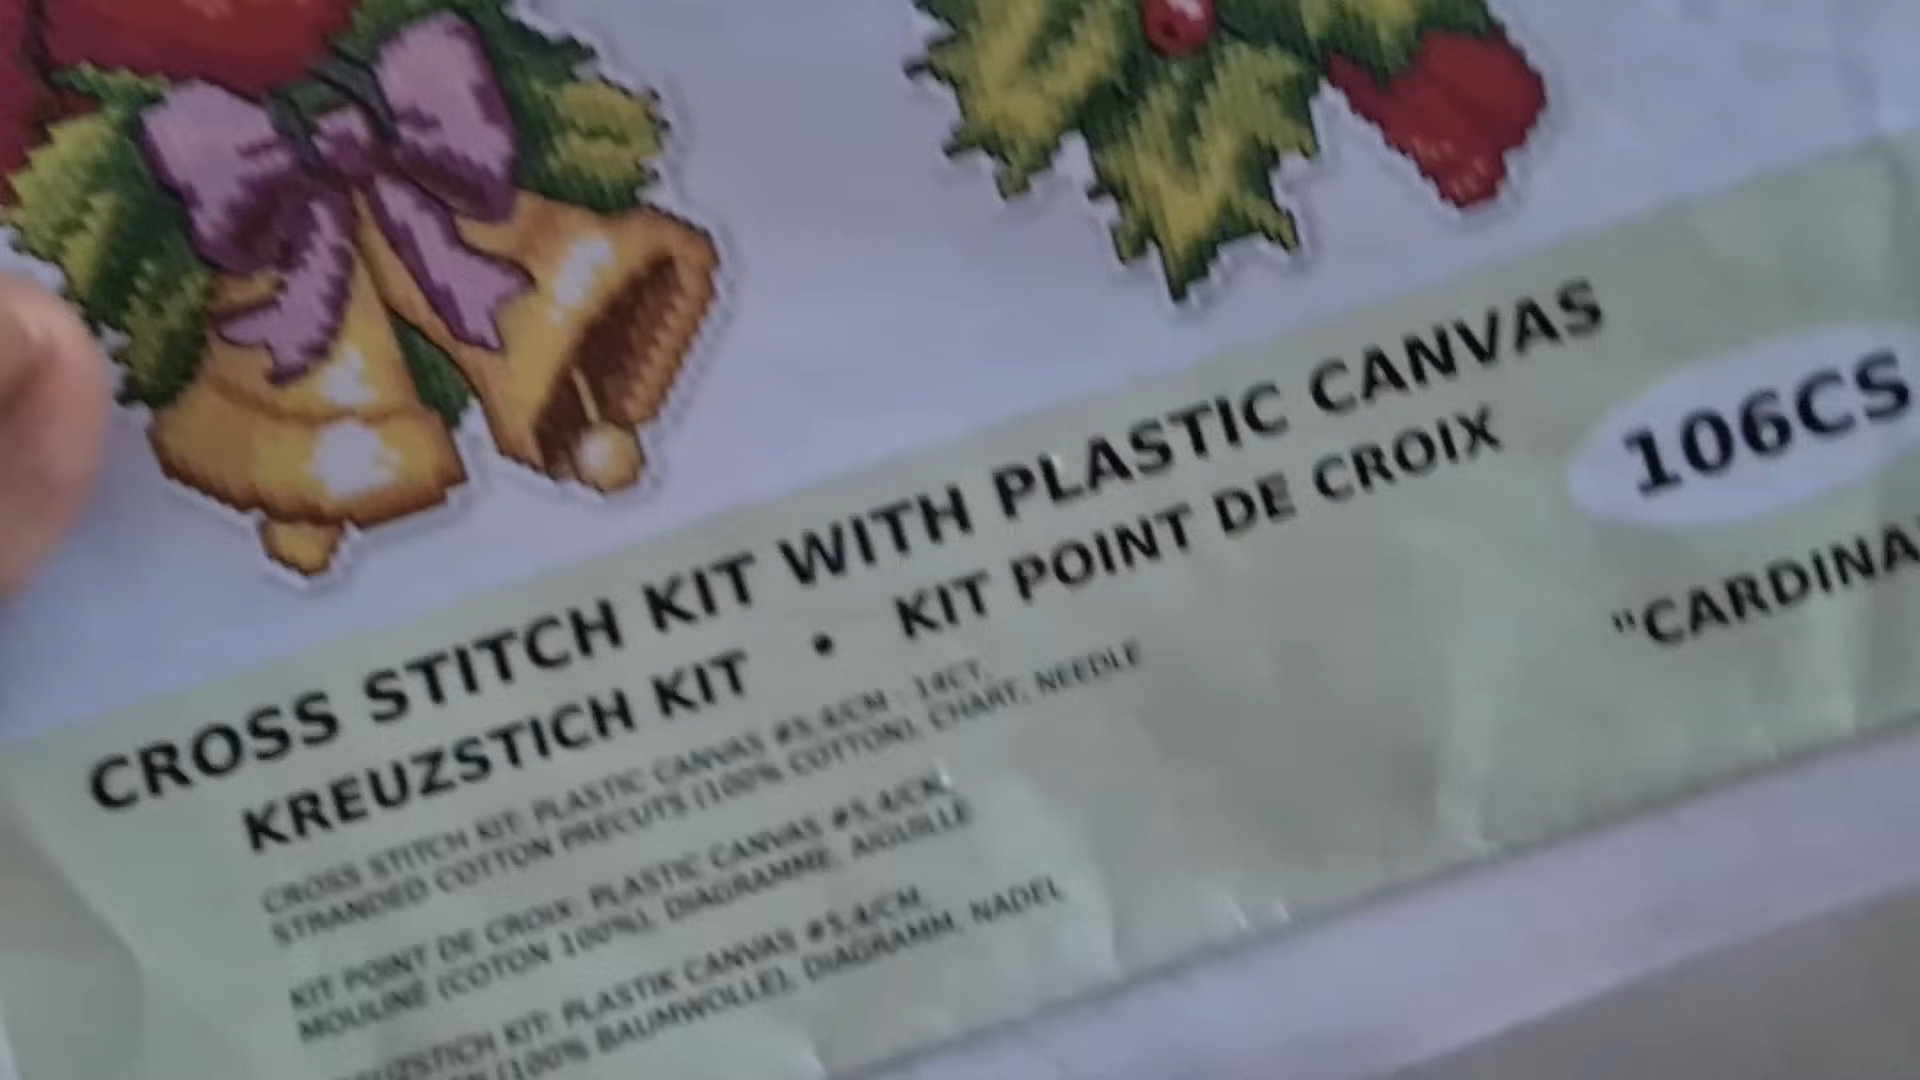 CROSS STITCH KIT WITH PLASTIC CANVAS
KREUZSTICH KIT • KIT POINT DE CROIX
106CS
"CARDINA
CROSS STITCH KIT: PLASTIC CANVAS #5,4/CM - 14CT,
STRANDED COTTON PRECUTS (100% COTTON), CHART, NEEDLE
KIT POINT DE CROIX: PLASTIC CANVAS #5,4/CM,
MOULINÉ (COTON 100%), DIAGRAMME, AIGUILLE
UZSTICH KIT: PLASTIK CANVAS #5,4/CM,
(100% BAUMWOLLE), DIAGRAMM, NADEL